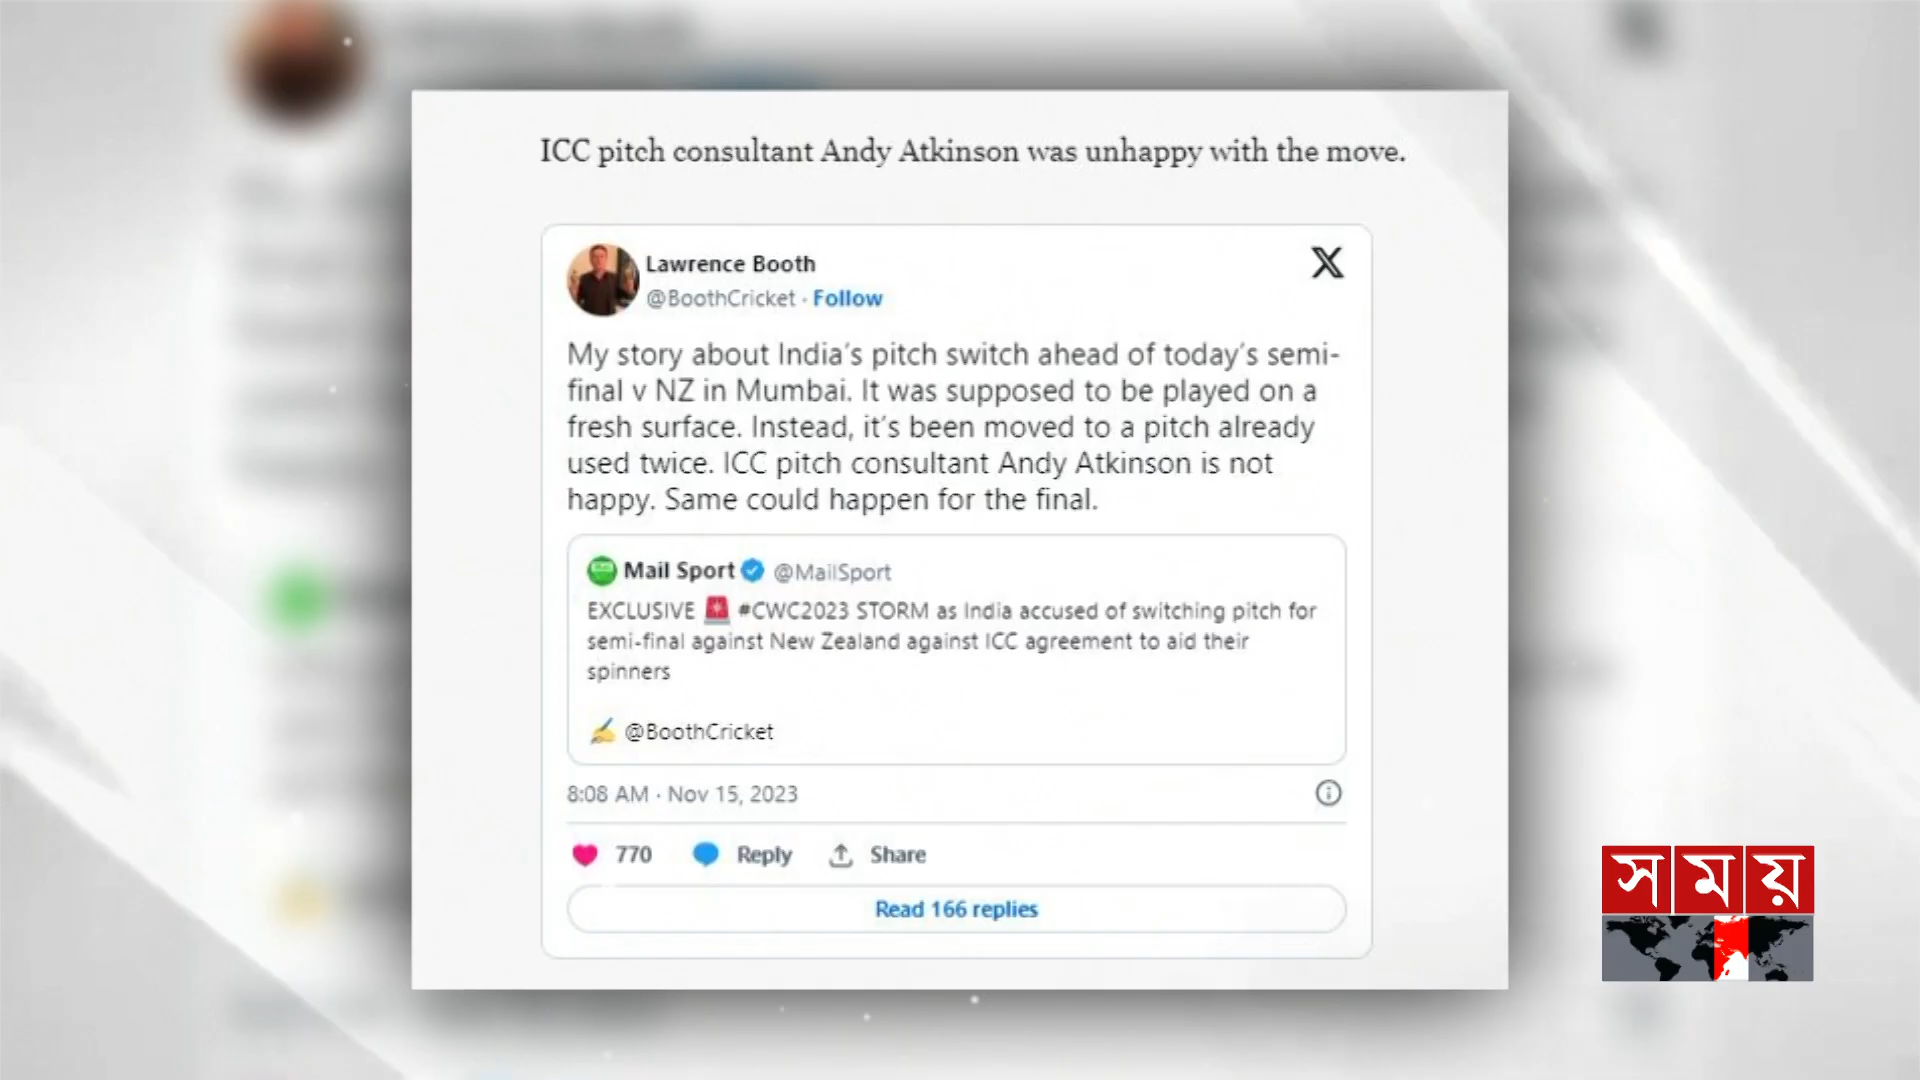 ICC pitch consultant Andy Atkinson was unhappy with the move.
Lawrence Booth
@BoothCricket · Follow
My story about India’s pitch switch ahead of today’s semi-
final v NZ in Mumbai. It was supposed to be played on a
fresh surface. Instead, it’s been moved to a pitch already
used twice. ICC pitch consultant Andy Atkinson is not
happy. Same could happen for the final.
Mail Sport @MailSport
EXCLUSIVE 🚨 #CWC2023 STORM as India accused of switching pitch for
semi-final against New Zealand against ICC agreement to aid their
spinners
✍️ @BoothCricket
8:08 AM · Nov 15, 2023
770 Reply Share
Read 166 replies
সময়